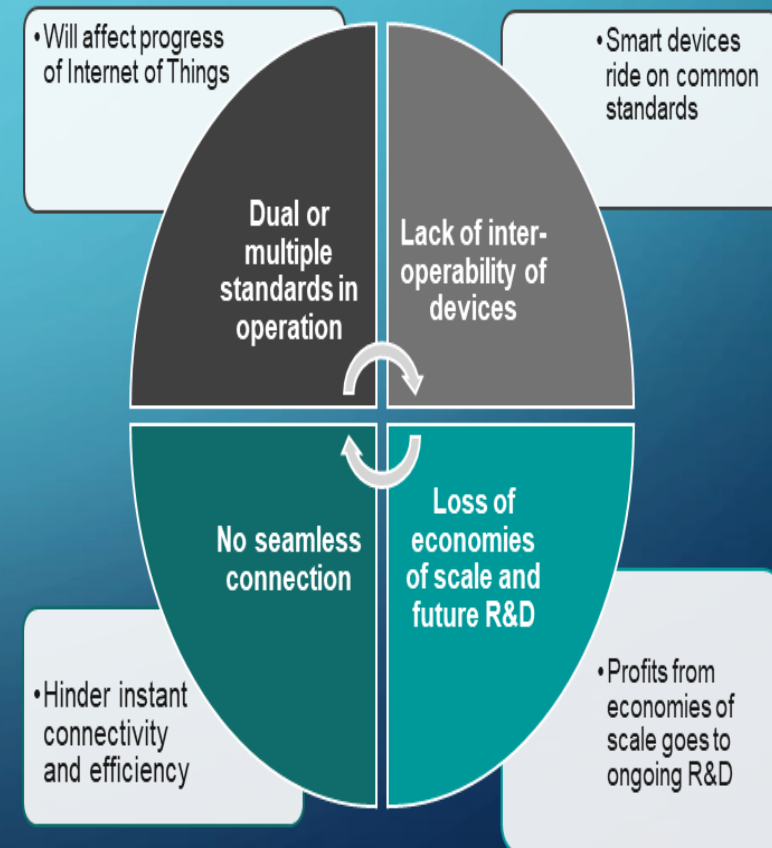 •Will affect progress
of Internet of Things
•Smart devices
ride on common
standards
Dual or
multiple
standards in
operation
Lack of inter-
operability of
devices
No seamless
connection
Loss of
economies
of scale and
future R&D
•Hinder instant
connectivity
and efficiency
•Profits from
economies of
scale goes to
ongoing R&D